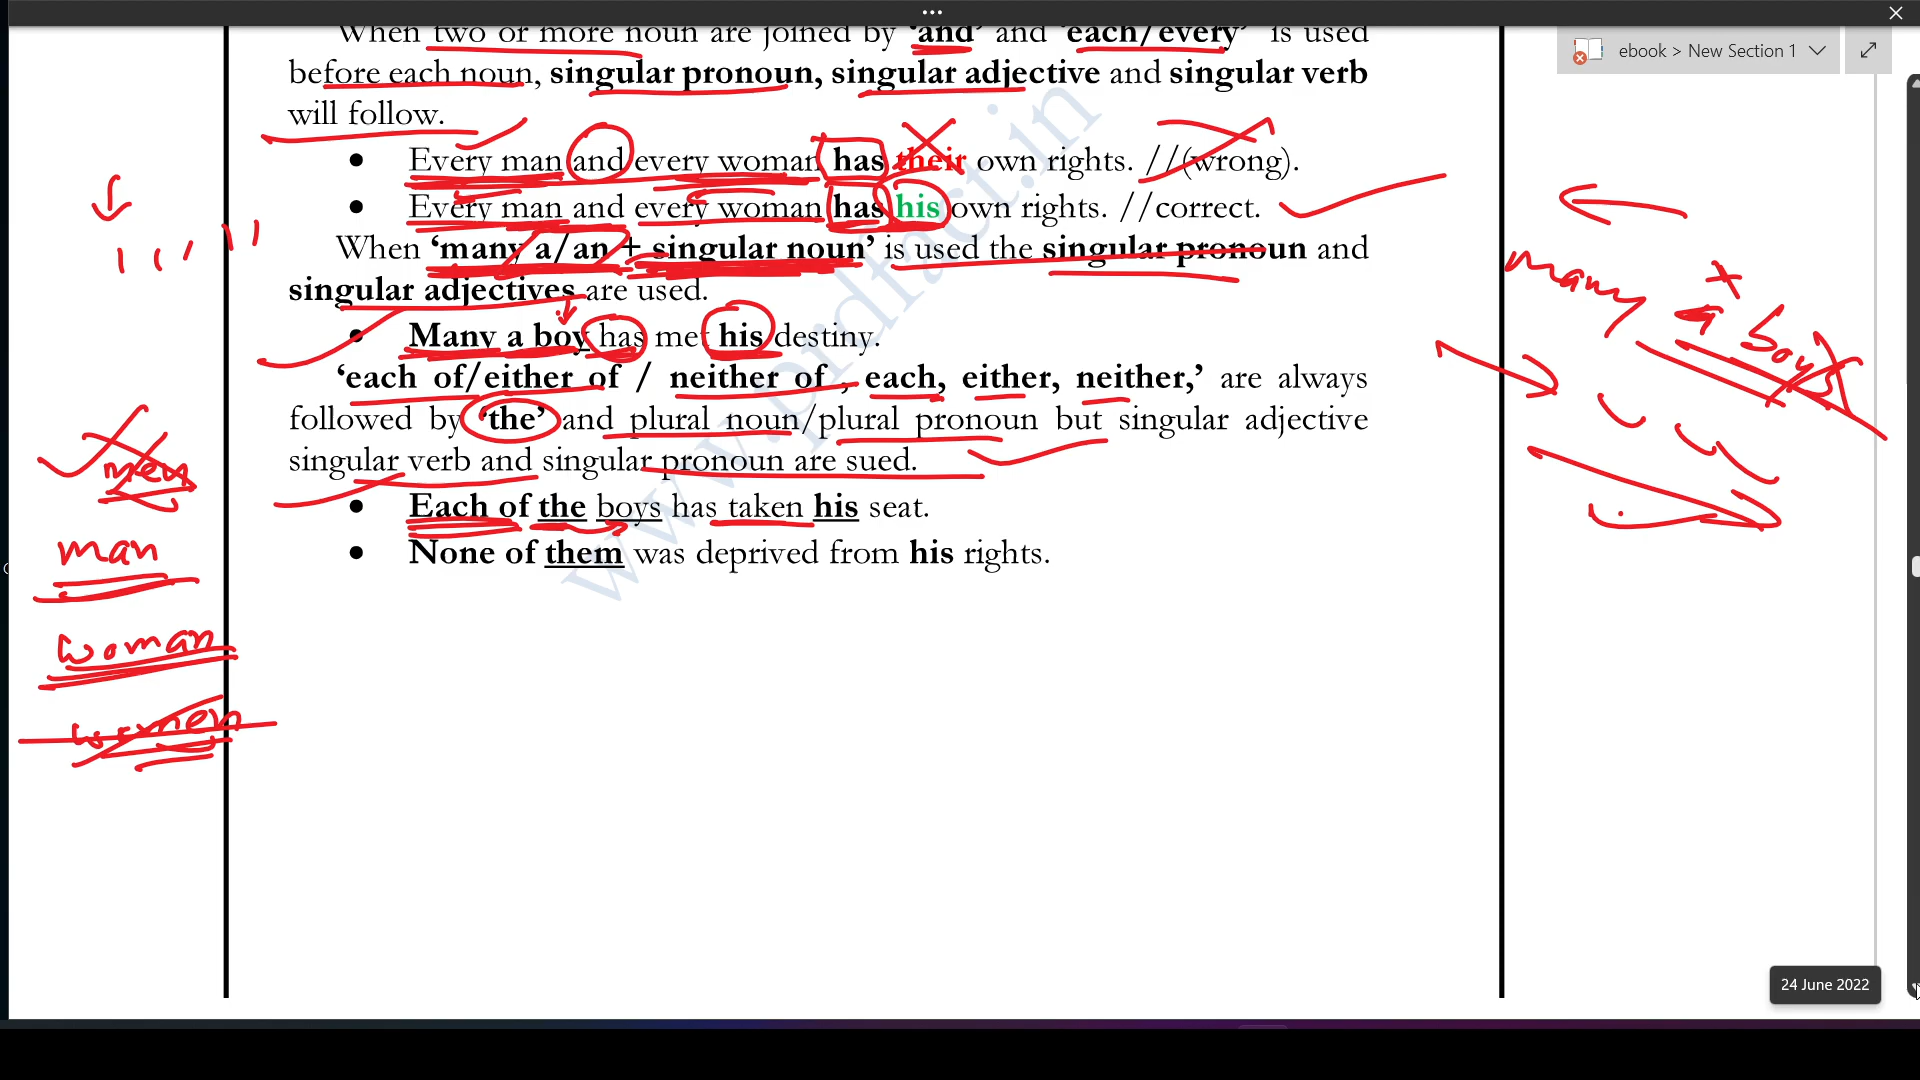 When two or more noun are joined by ‘and’ and ‘each/every’ is used
before each noun, singular pronoun, singular adjective and singular verb
will follow.
• Every man and every woman has their own rights. //(wrong).
• Every man and every woman has his own rights. //correct.
When ‘many a/an + singular noun’ is used the singular pronoun and
singular adjectives are used.
• Many a boy has met his destiny.
‘each of/either of / neither of , each, either, neither,’ are always
followed by ‘the’ and plural noun/plural pronoun but singular adjective
singular verb and singular pronoun are sued.
• Each of the boys has taken his seat.
• None of them was deprived from his rights.
men
man
woman
women
many a boys
www.prdfact.in
ebook > New Section 1
24 June 2022